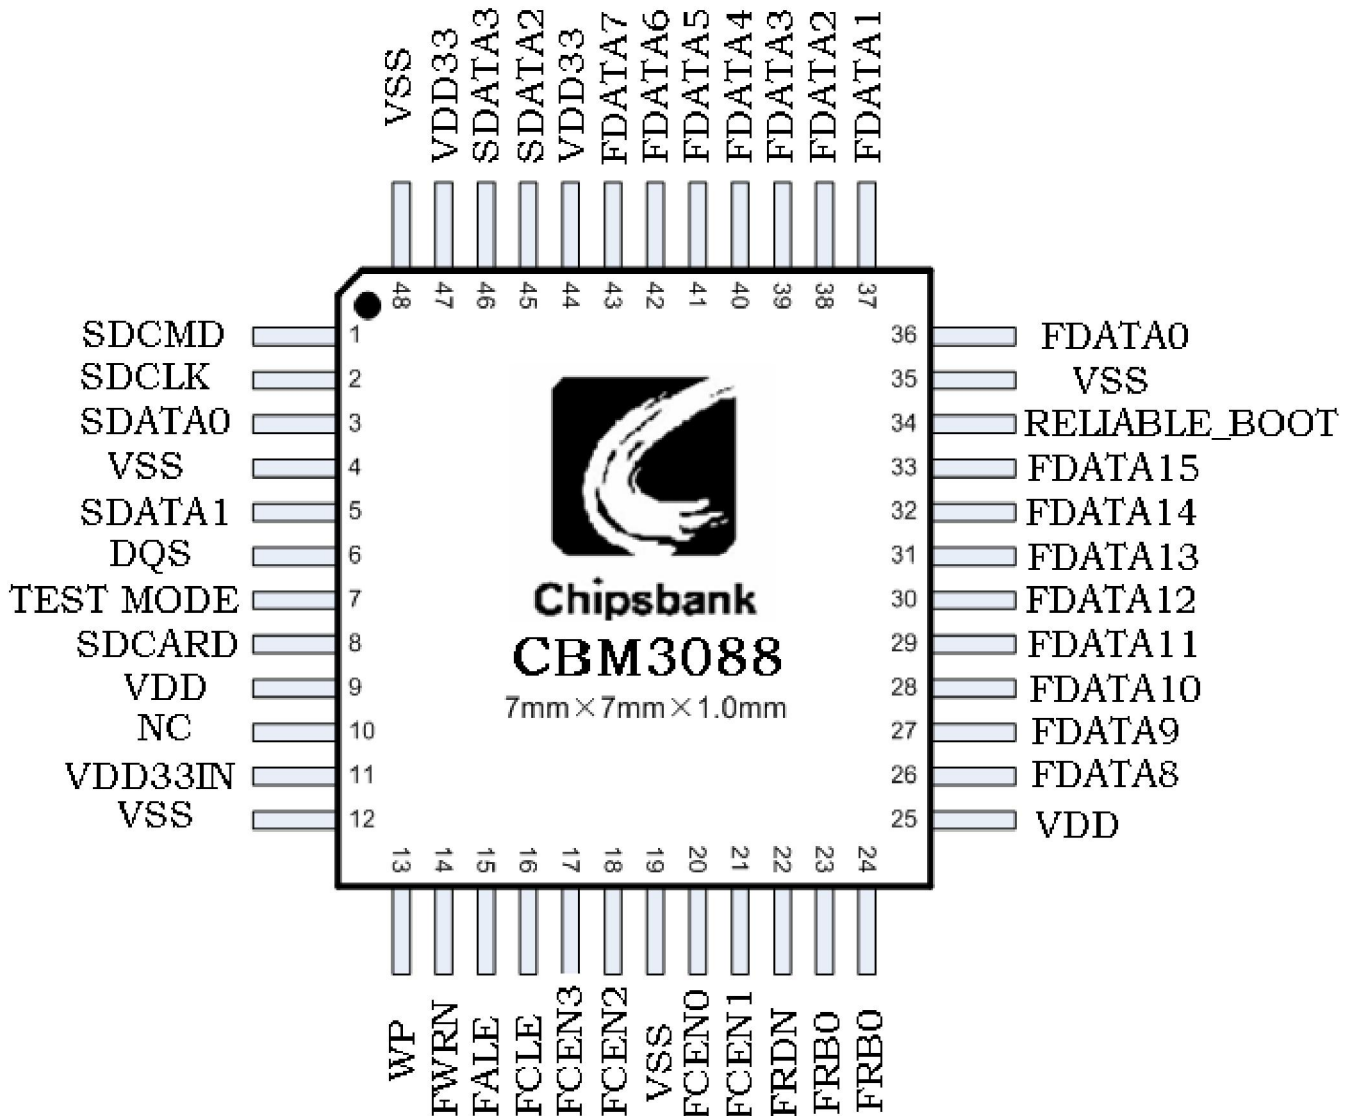 VSS
VDD33
SDATA3
SDATA2
VDD33
FDATA7
FDATA6
FDATA5
FDATA4
FDATA3
FDATA2
FDATA1
48
47
46
45
44
43
42
41
40
39
38
37
SDCMD 1
SDCLK 2
SDATA0 3
VSS 4
SDATA1 5
DQS 6
TEST MODE 7
SDCARD 8
VDD 9
NC 10
VDD33IN 11
VSS 12
Chipsbank
CBM3088
7mm×7mm×1.0mm
36 FDATA0
35 VSS
34 RELIABLE_BOOT
33 FDATA15
32 FDATA14
31 FDATA13
30 FDATA12
29 FDATA11
28 FDATA10
27 FDATA9
26 FDATA8
25 VDD
13
14
15
16
17
18
19
20
21
22
23
24
WP
FWRN
FALE
FCLE
FCEN3
FCEN2
VSS
FCEN0
FCEN1
FRDN
FRB0
FRB0